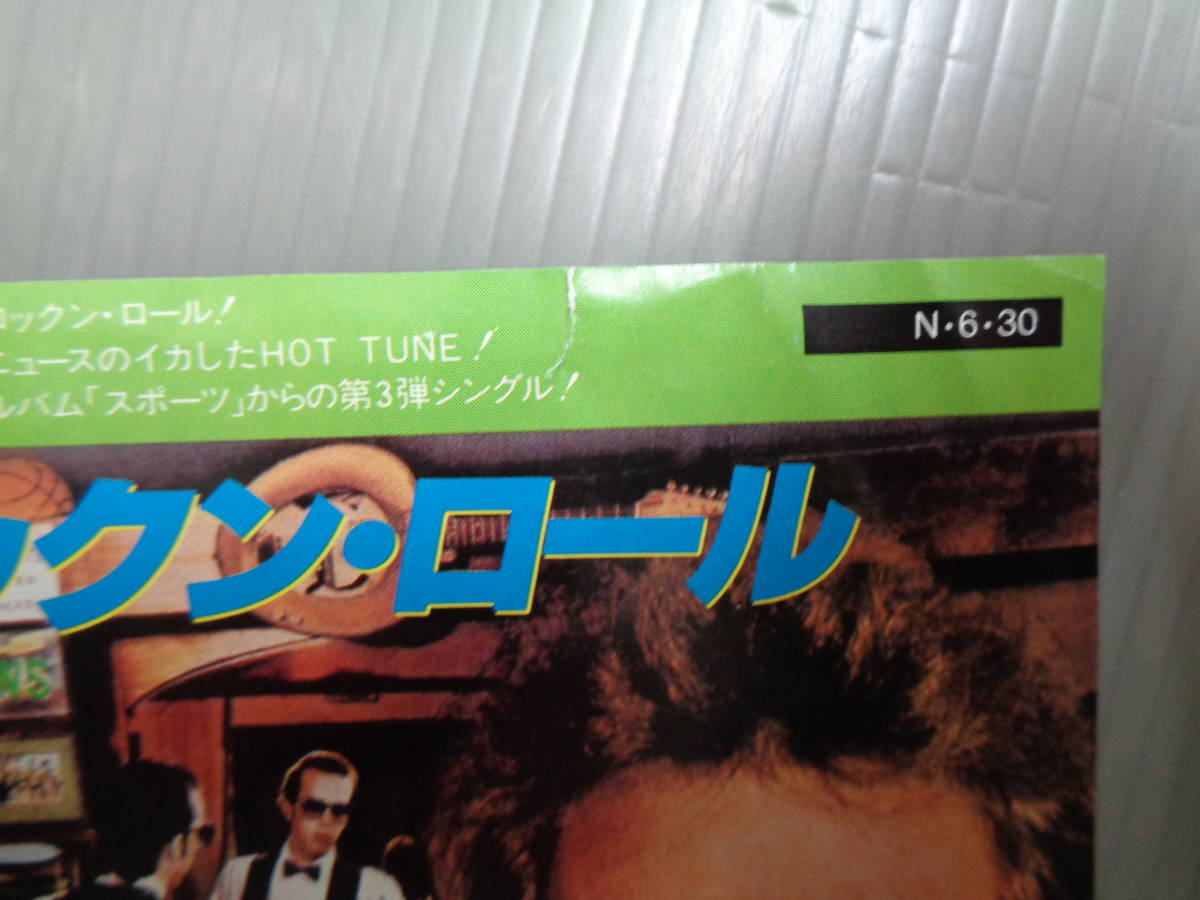 ロックン・ロール!
ニュースのイカしたHOT TUNE!
ルバム「スポーツ」からの第3弾シングル!
N・6・30
ックン・ロール